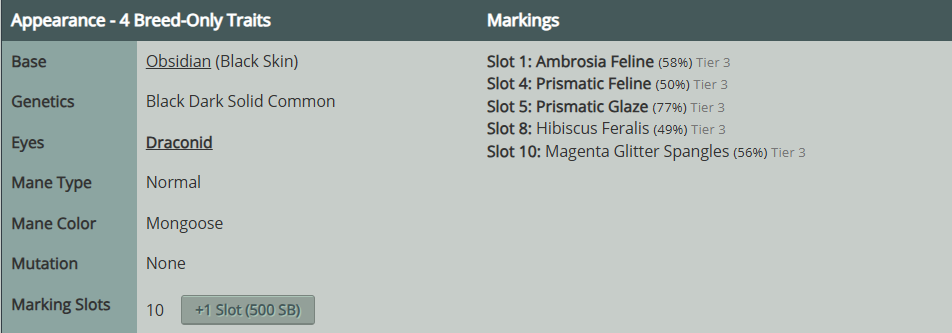 Appearance - 4 Breed-Only Traits
Base Obsidian (Black Skin)
Genetics Black Dark Solid Common
Eyes Draconid
Mane Type Normal
Mane Color Mongoose
Mutation None
Marking Slots 10 +1 Slot (500 SB)
Markings
Slot 1: Ambrosia Feline (58%) Tier 3
Slot 4: Prismatic Feline (50%) Tier 3
Slot 5: Prismatic Glaze (77%) Tier 3
Slot 8: Hibiscus Feralis (49%) Tier 3
Slot 10: Magenta Glitter Spangles (56%) Tier 3